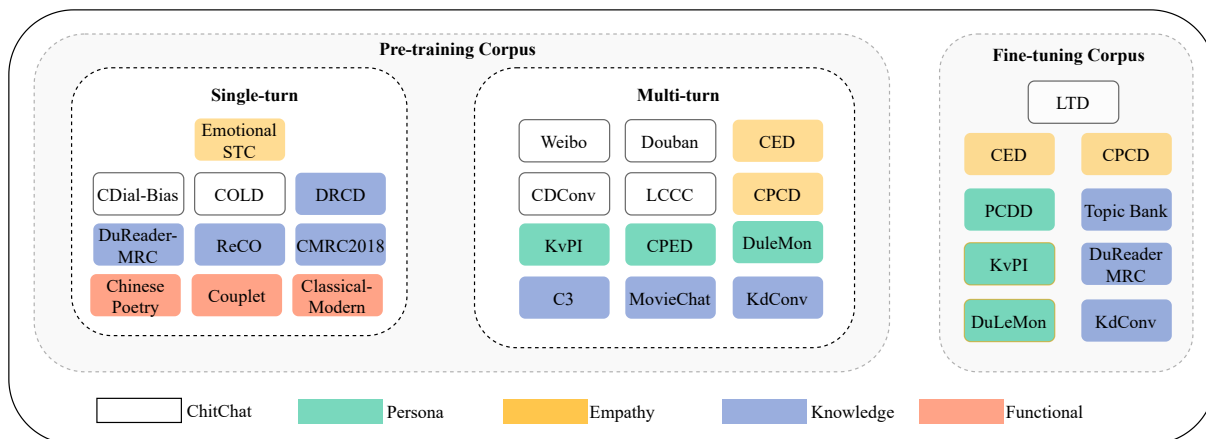 Pre-training Corpus
Single-turn
Emotional
STC
CDial-Bias
COLD
DRCD
DuReader-
MRC
ReCO
CMRC2018
Chinese
Poetry
Couplet
Classical-
Modern
Multi-turn
Weibo
Douban
CED
CDConv
LCCC
CPCD
KvPI
CPED
DuleMon
C3
MovieChat
KdConv
Fine-tuning Corpus
LTD
CED
CPCD
PCDD
Topic Bank
KvPI
DuReader
MRC
DuLeMon
KdConv
ChitChat
Persona
Empathy
Knowledge
Functional